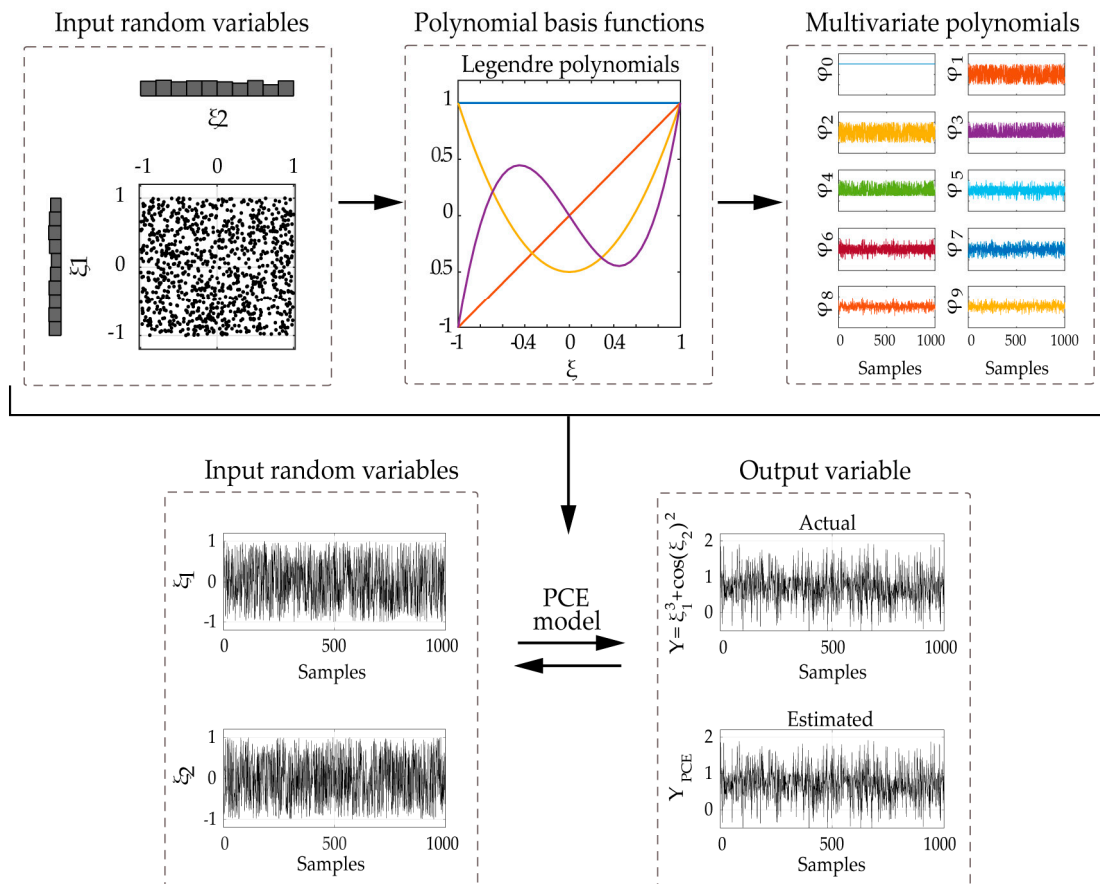 Input random variables
ξ2
-1 0 1
ξ1
1
0
-1
Polynomial basis functions
Legendre polynomials
1
0.5
0
0.5
-1
-1 -0.4 0 0.4 1
ξ
Multivariate polynomials
φ0 φ1
φ2 φ3
φ4 φ5
φ6 φ7
φ8 φ9
0 500 1000 0 500 1000
Samples Samples
Input random variables
ξ1
1
0
-1
0 500 1000
Samples
ξ2
1
0
-1
0 500 1000
Samples
PCE
model
Output variable
Actual
Y=ξ₁³+cos(ξ₂)²
2
1
0
0 500 1000
Samples
Estimated
Y_PCE
2
1
0
0 500 1000
Samples